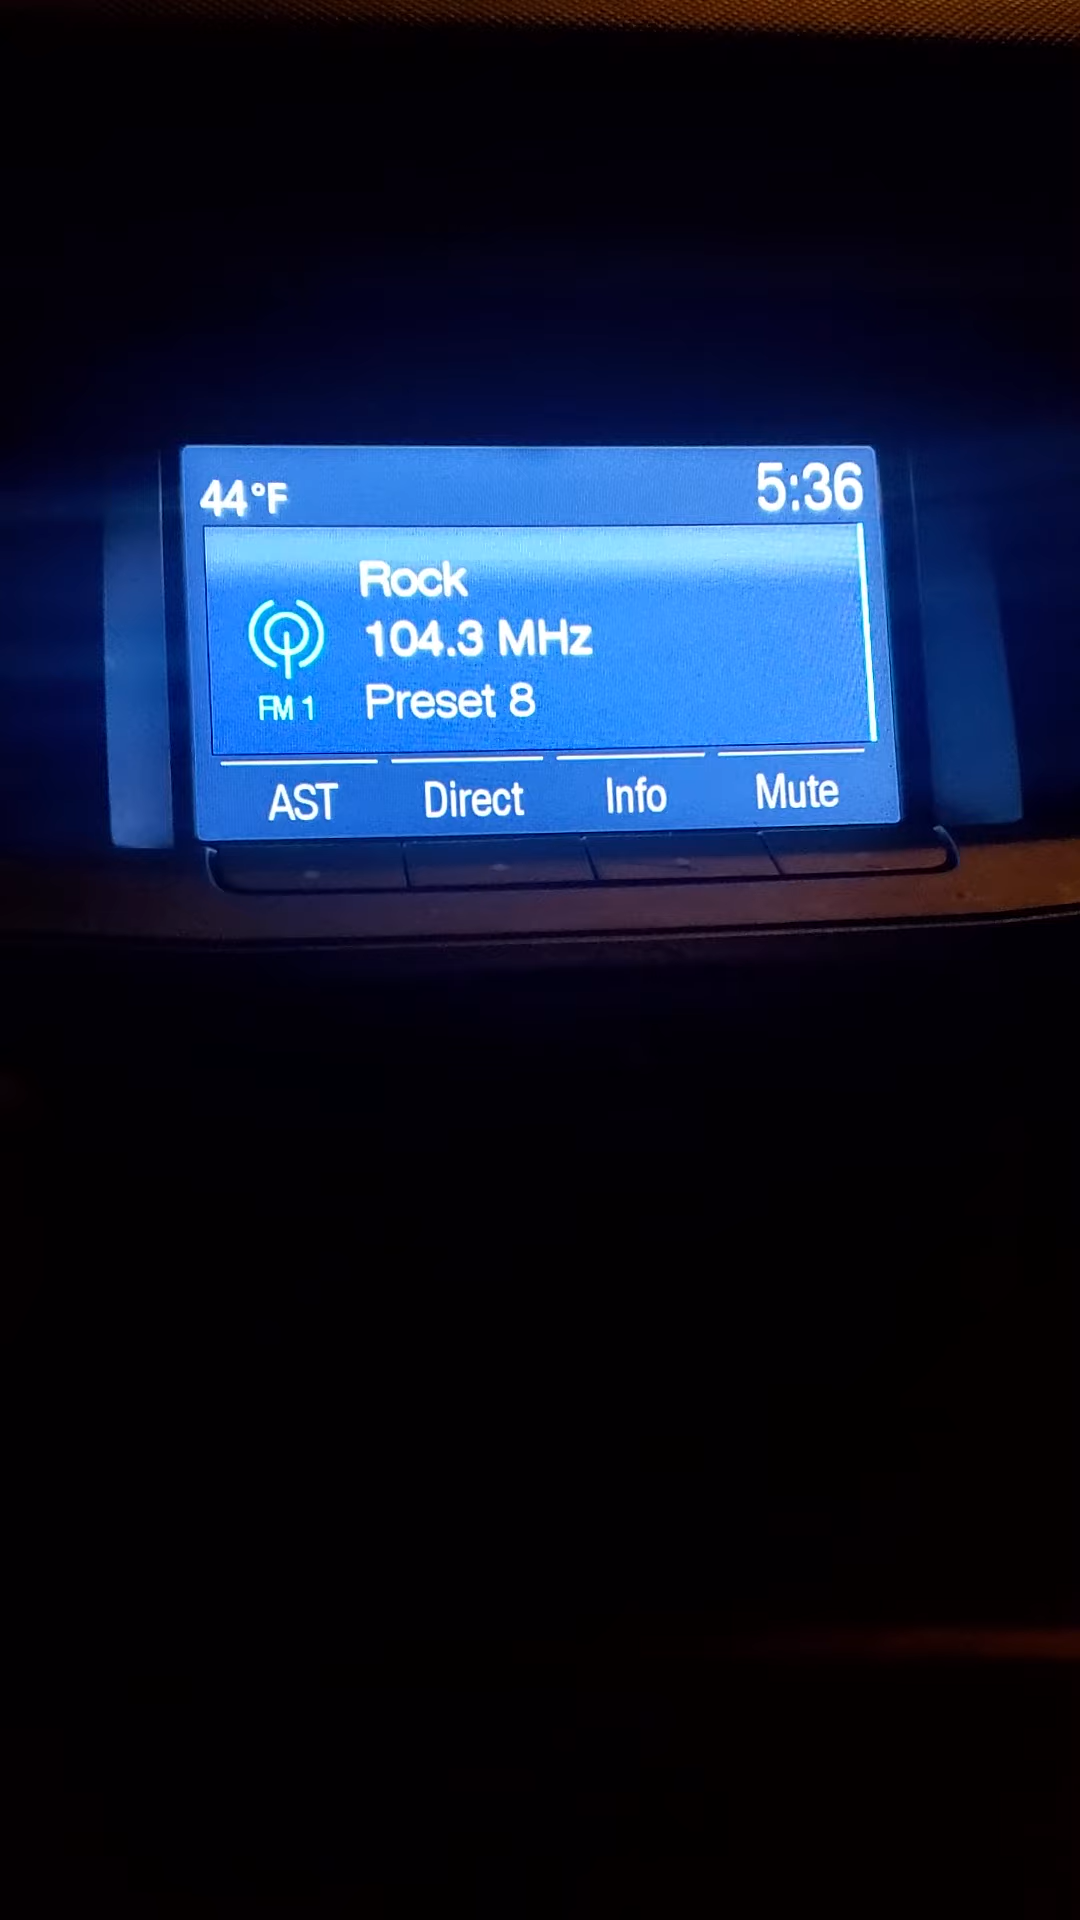 44°F 5:36
Rock
104.3 MHz
FM 1 Preset 8
AST Direct Info Mute